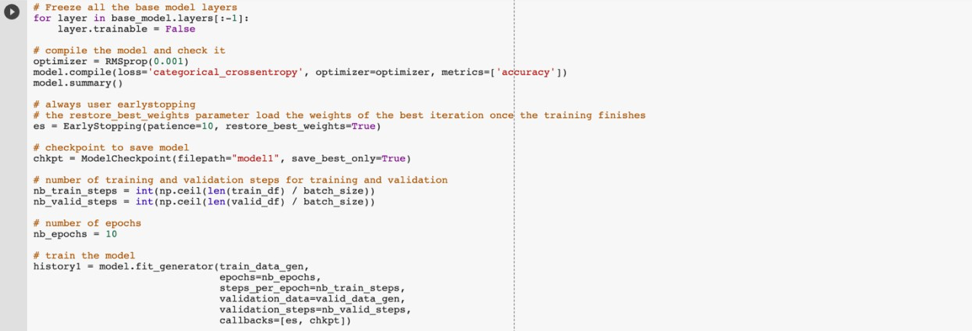 # Freeze all the base model layers
for layer in base_model.layers[:-1]:
    layer.trainable = False

# compile the model and check it
optimizer = RMSprop(0.001)
model.compile(loss='categorical_crossentropy', optimizer=optimizer, metrics=['accuracy'])
model.summary()

# always user earlystopping
# the restore_best_weights parameter load the weights of the best iteration once the training finishes
es = EarlyStopping(patience=10, restore_best_weights=True)

# checkpoint to save model
chkpt = ModelCheckpoint(filepath="model1", save_best_only=True)

# number of training and validation steps for training and validation
nb_train_steps = int(np.ceil(len(train_df) / batch_size))
nb_valid_steps = int(np.ceil(len(valid_df) / batch_size))

# number of epochs
nb_epochs = 10

# train the model
history1 = model.fit_generator(train_data_gen,
                               epochs=nb_epochs,
                               steps_per_epoch=nb_train_steps,
                               validation_data=valid_data_gen,
                               validation_steps=nb_valid_steps,
                               callbacks=[es, chkpt])